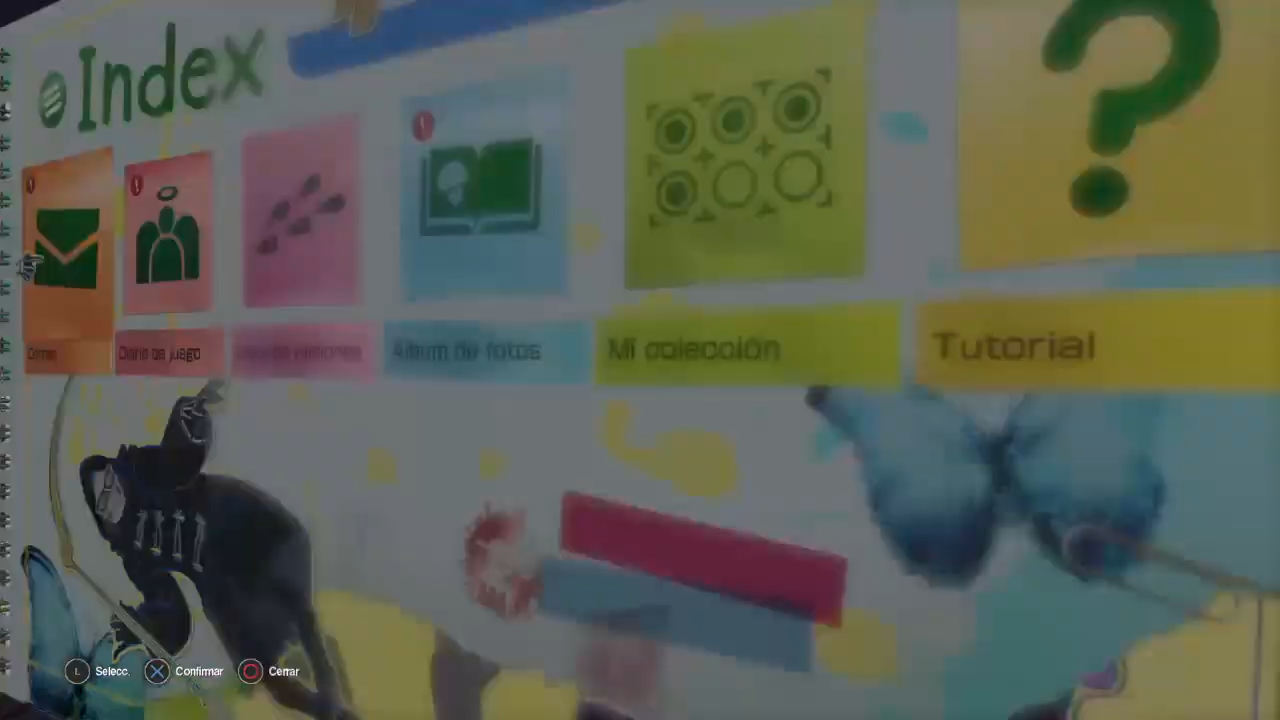 Index
Diario de juego
Álbum de fotos
Mi colección
Tutorial
L Selecc.
Confirmar
Cerrar